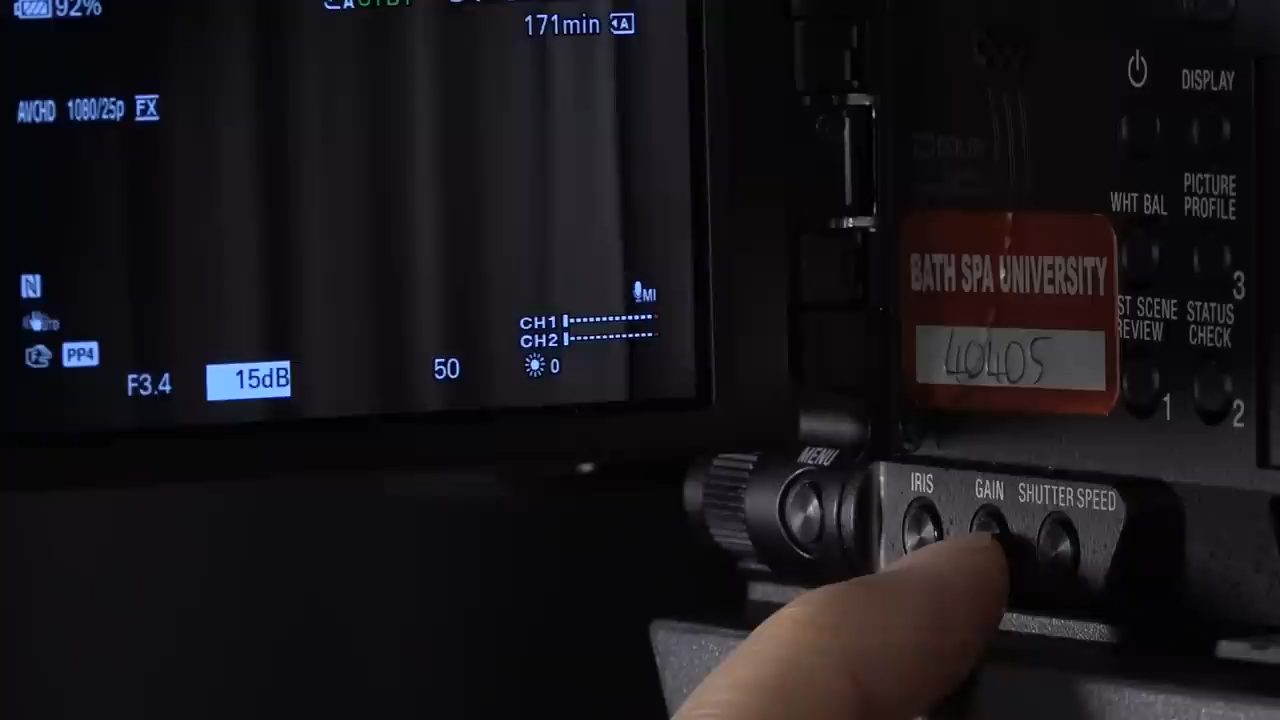 92%
171min A
AVCHD 1080/25p FX
N
PP4
F3.4 15dB 50
MI
CH1
CH2
0
DISPLAY
WHT BAL
PICTURE
PROFILE
3
BATH SPA UNIVERSITY
40405
ST SCENE
REVIEW
STATUS
CHECK
1
2
MENU
IRIS
GAIN
SHUTTER SPEED